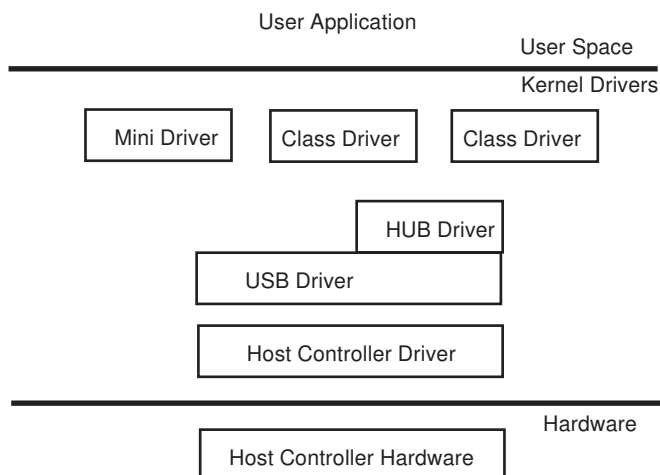 User Application
User Space
Kernel Drivers
Mini Driver
Class Driver
Class Driver
HUB Driver
USB Driver
Host Controller Driver
Hardware
Host Controller Hardware